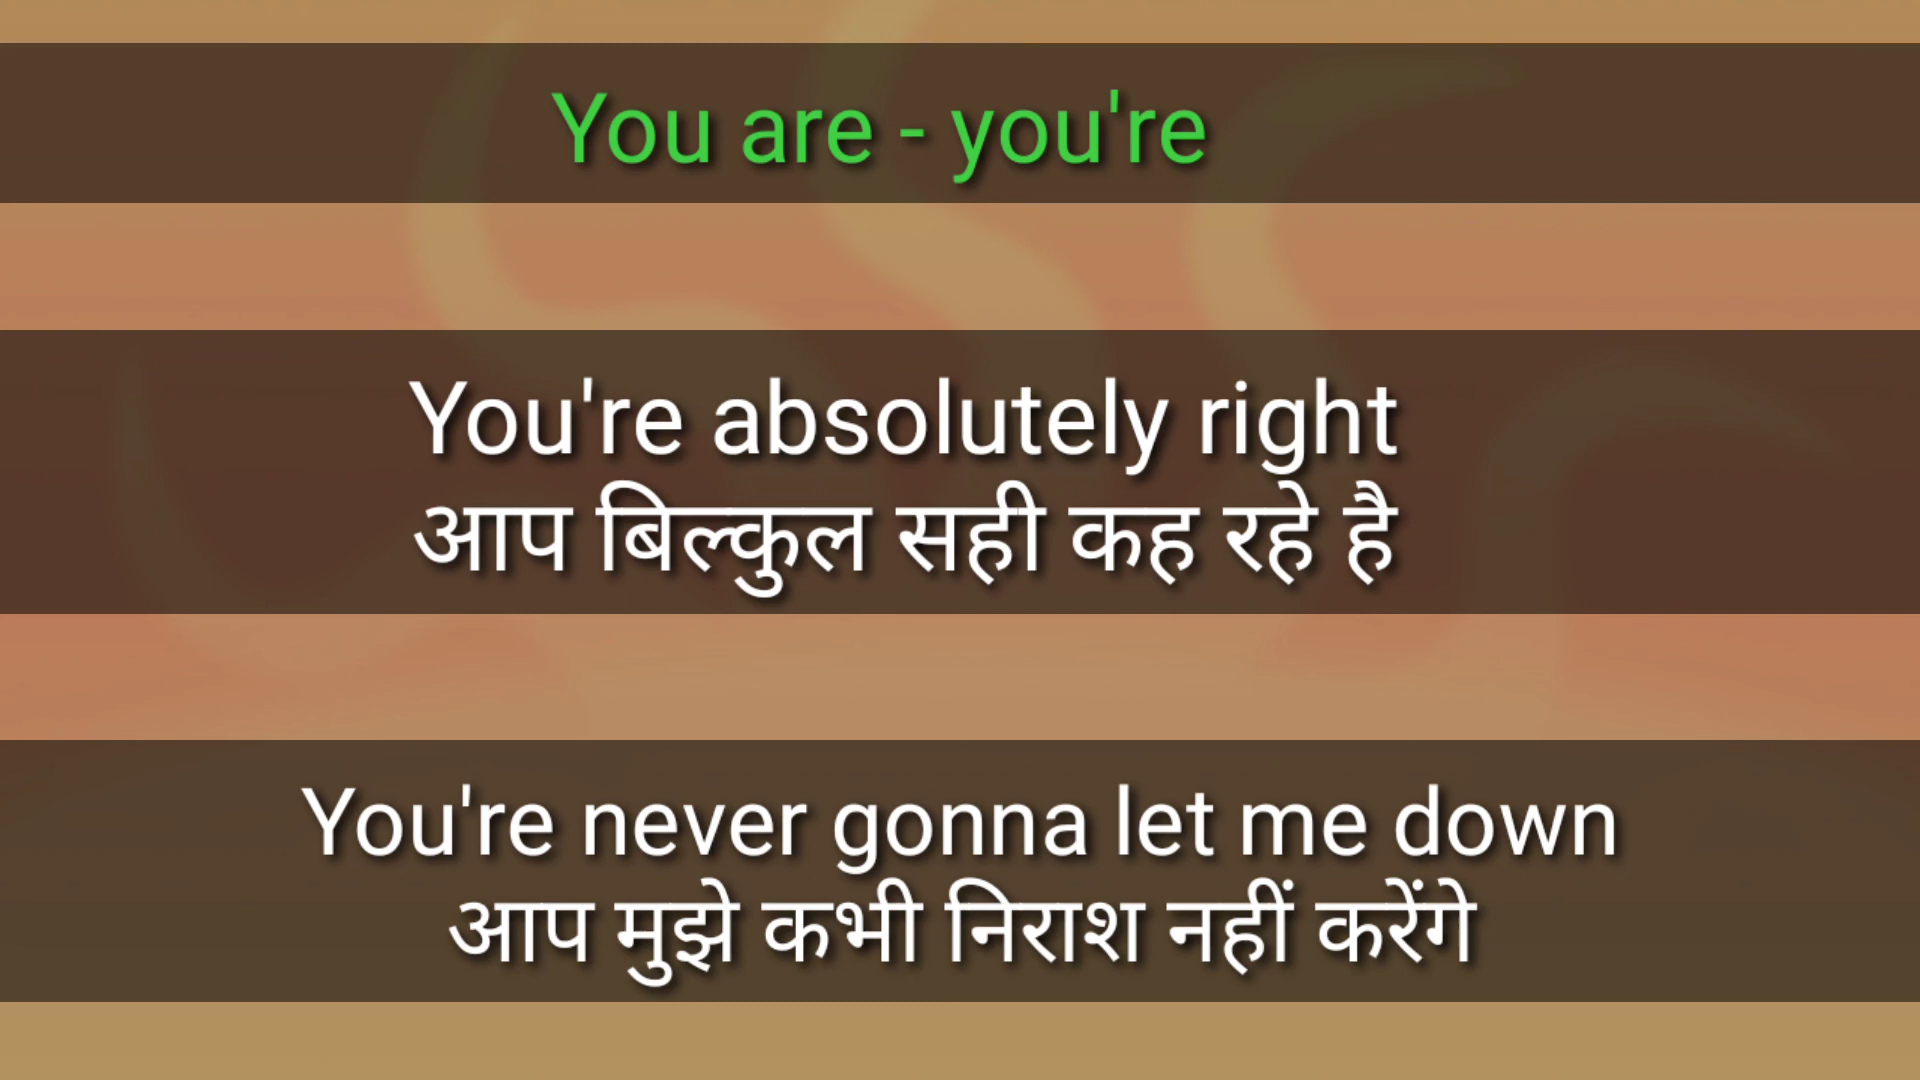 You are - you're
You're absolutely right
आप बिल्कुल सही कह रहे है
You're never gonna let me down
आप मुझे कभी निराश नहीं करेंगे